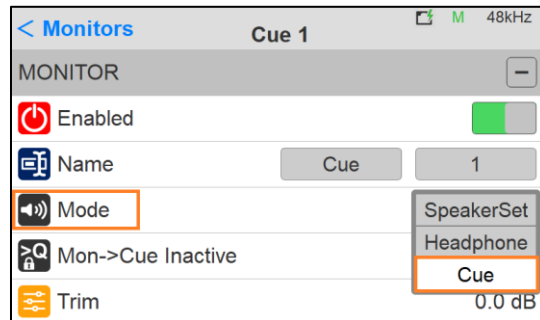 < Monitors Cue 1 M 48kHz
MONITOR
Enabled
Name Cue 1
Mode SpeakerSet
Headphone
>Q Mon->Cue Inactive
Cue
Trim 0.0 dB